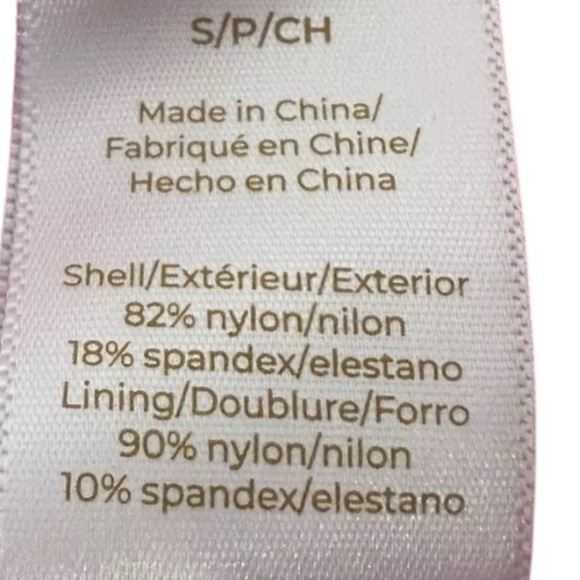 S/P/CH
Made in China/
Fabriqué en Chine/
Hecho en China
Shell/Extérieur/Exterior
82% nylon/nilon
18% spandex/elestano
Lining/Doublure/Forro
90% nylon/nilon
10% spandex/elestano